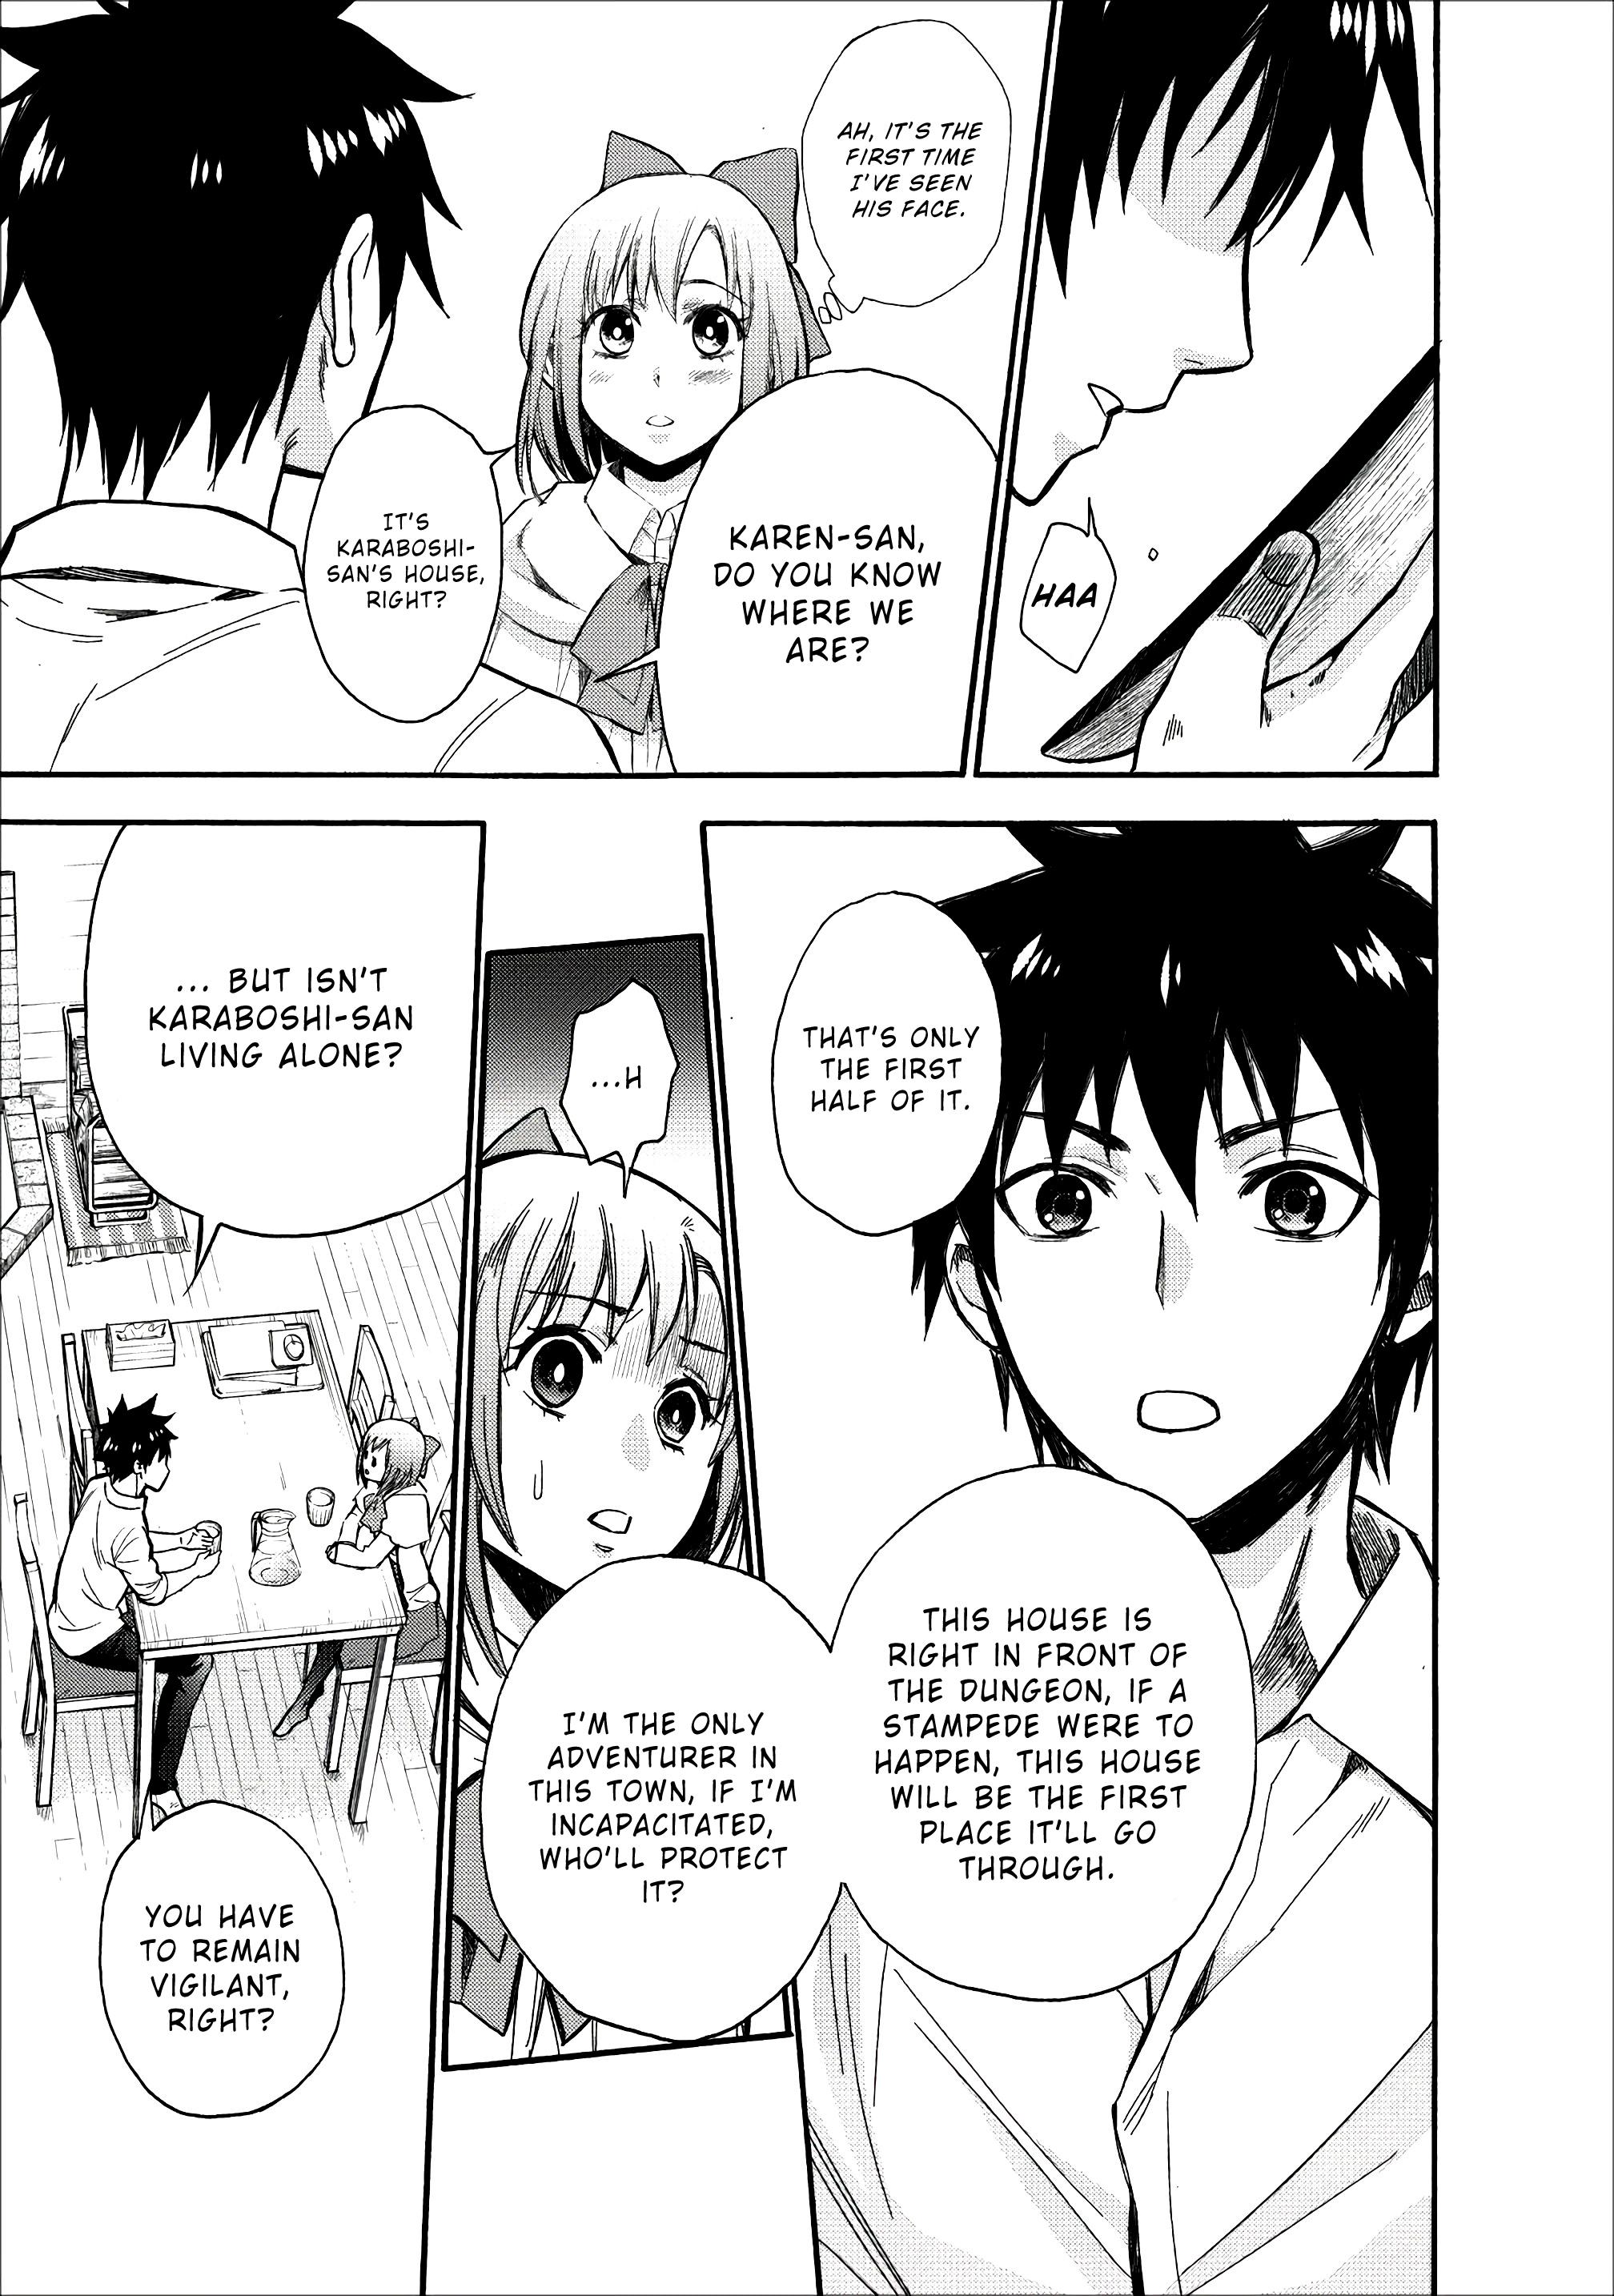 HAA
AH, IT'S THE
FIRST TIME
I'VE SEEN
HIS FACE.
KAREN-SAN,
DO YOU KNOW
WHERE WE
ARE?
IT'S
KARABOSHI-
SAN'S HOUSE,
RIGHT?
THAT'S ONLY
THE FIRST
HALF OF IT.
THIS HOUSE IS
RIGHT IN FRONT OF
THE DUNGEON, IF A
STAMPEDE WERE TO
HAPPEN, THIS HOUSE
WILL BE THE FIRST
PLACE IT'LL GO
THROUGH.
I'M THE ONLY
ADVENTURER IN
THIS TOWN, IF I'M
INCAPACITATED,
WHO'LL PROTECT
IT?
...H
... BUT ISN'T
KARABOSHI-SAN
LIVING ALONE?
YOU HAVE
TO REMAIN
VIGILANT,
RIGHT?